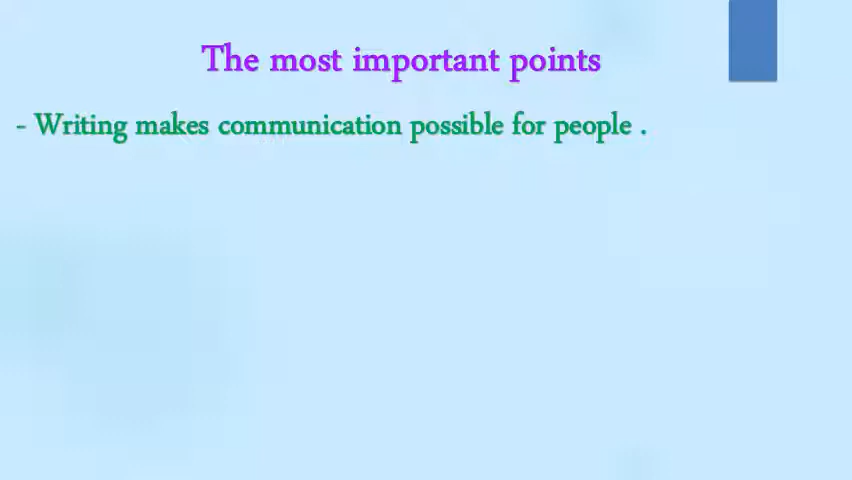 The most important points
- Writing makes communication possible for people .